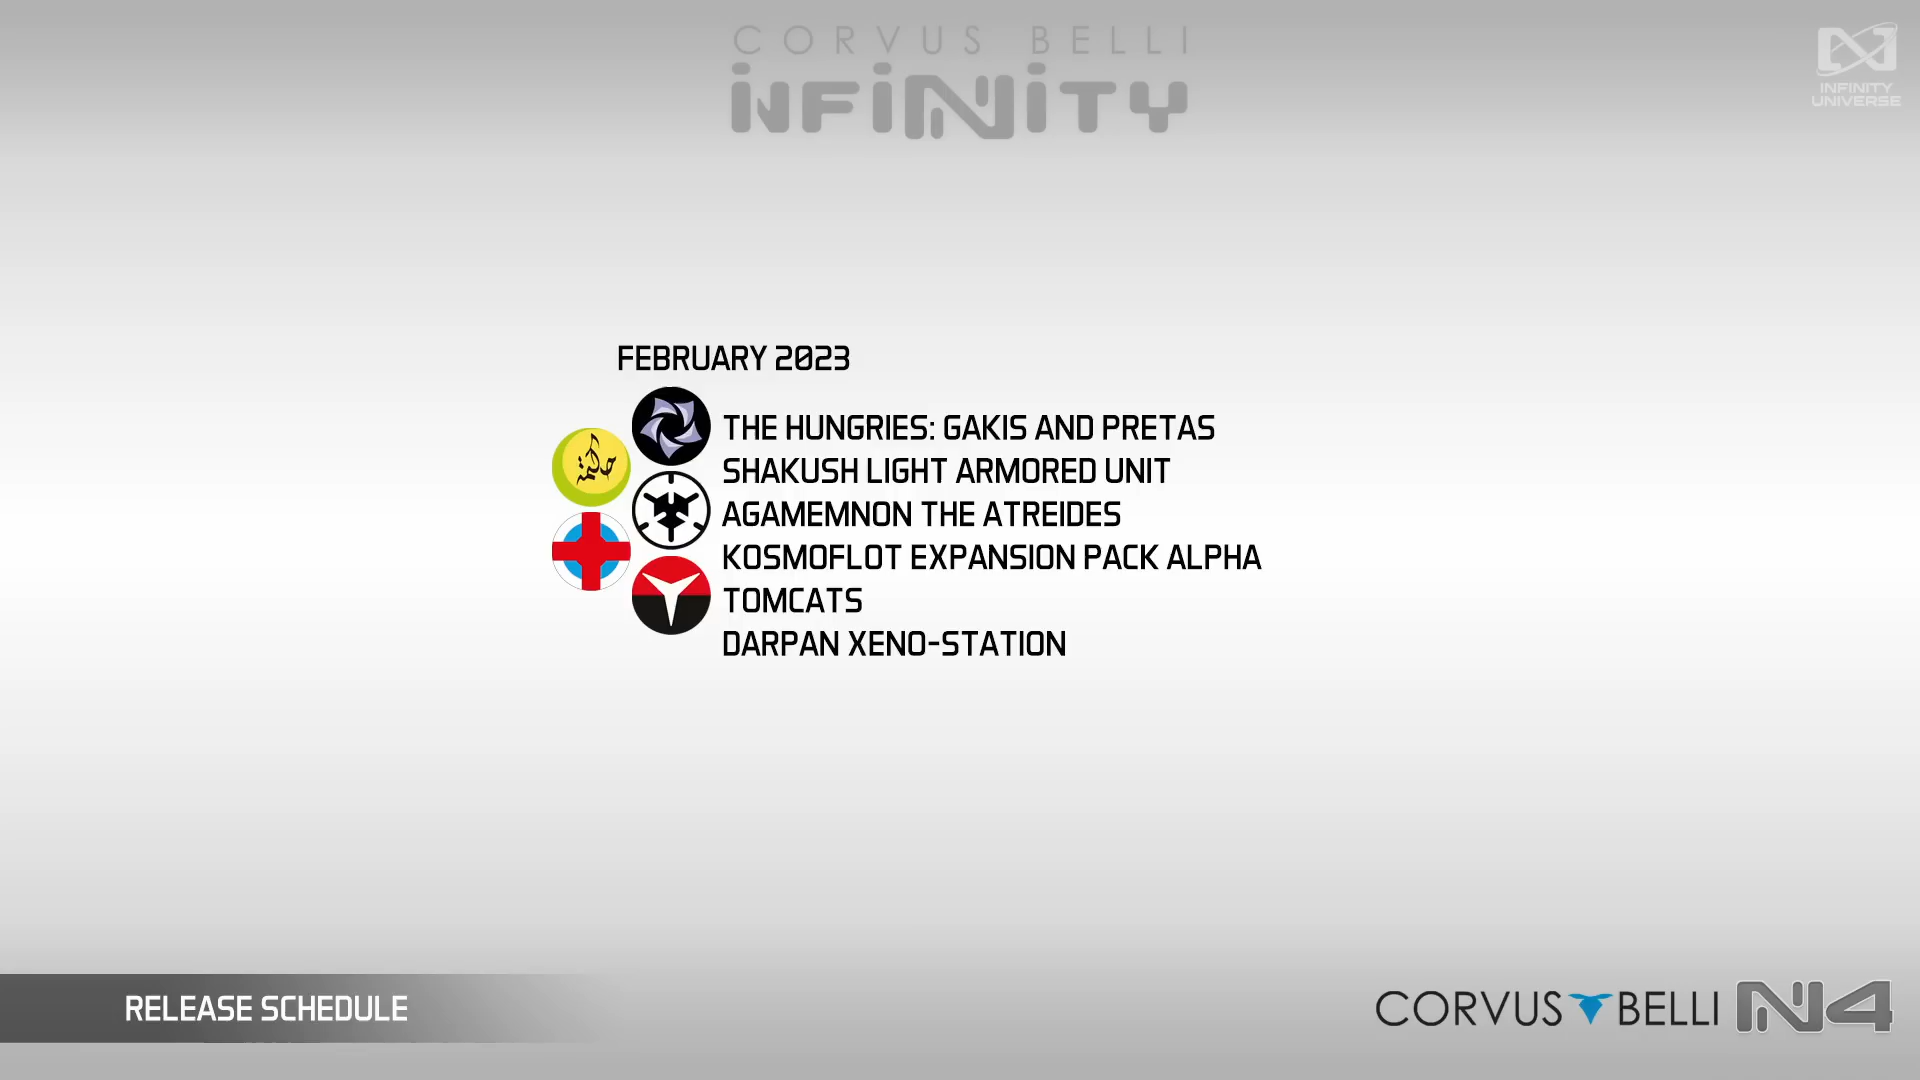 CORVUS BELLI
INFINITY
INFINITY
UNIVERSE
FEBRUARY 2023
THE HUNGRIES: GAKIS AND PRETAS
SHAKUSH LIGHT ARMORED UNIT
AGAMEMNON THE ATREIDES
KOSMOFLOT EXPANSION PACK ALPHA
TOMCATS
DARPAN XENO-STATION
RELEASE SCHEDULE
CORVUS BELLI N4